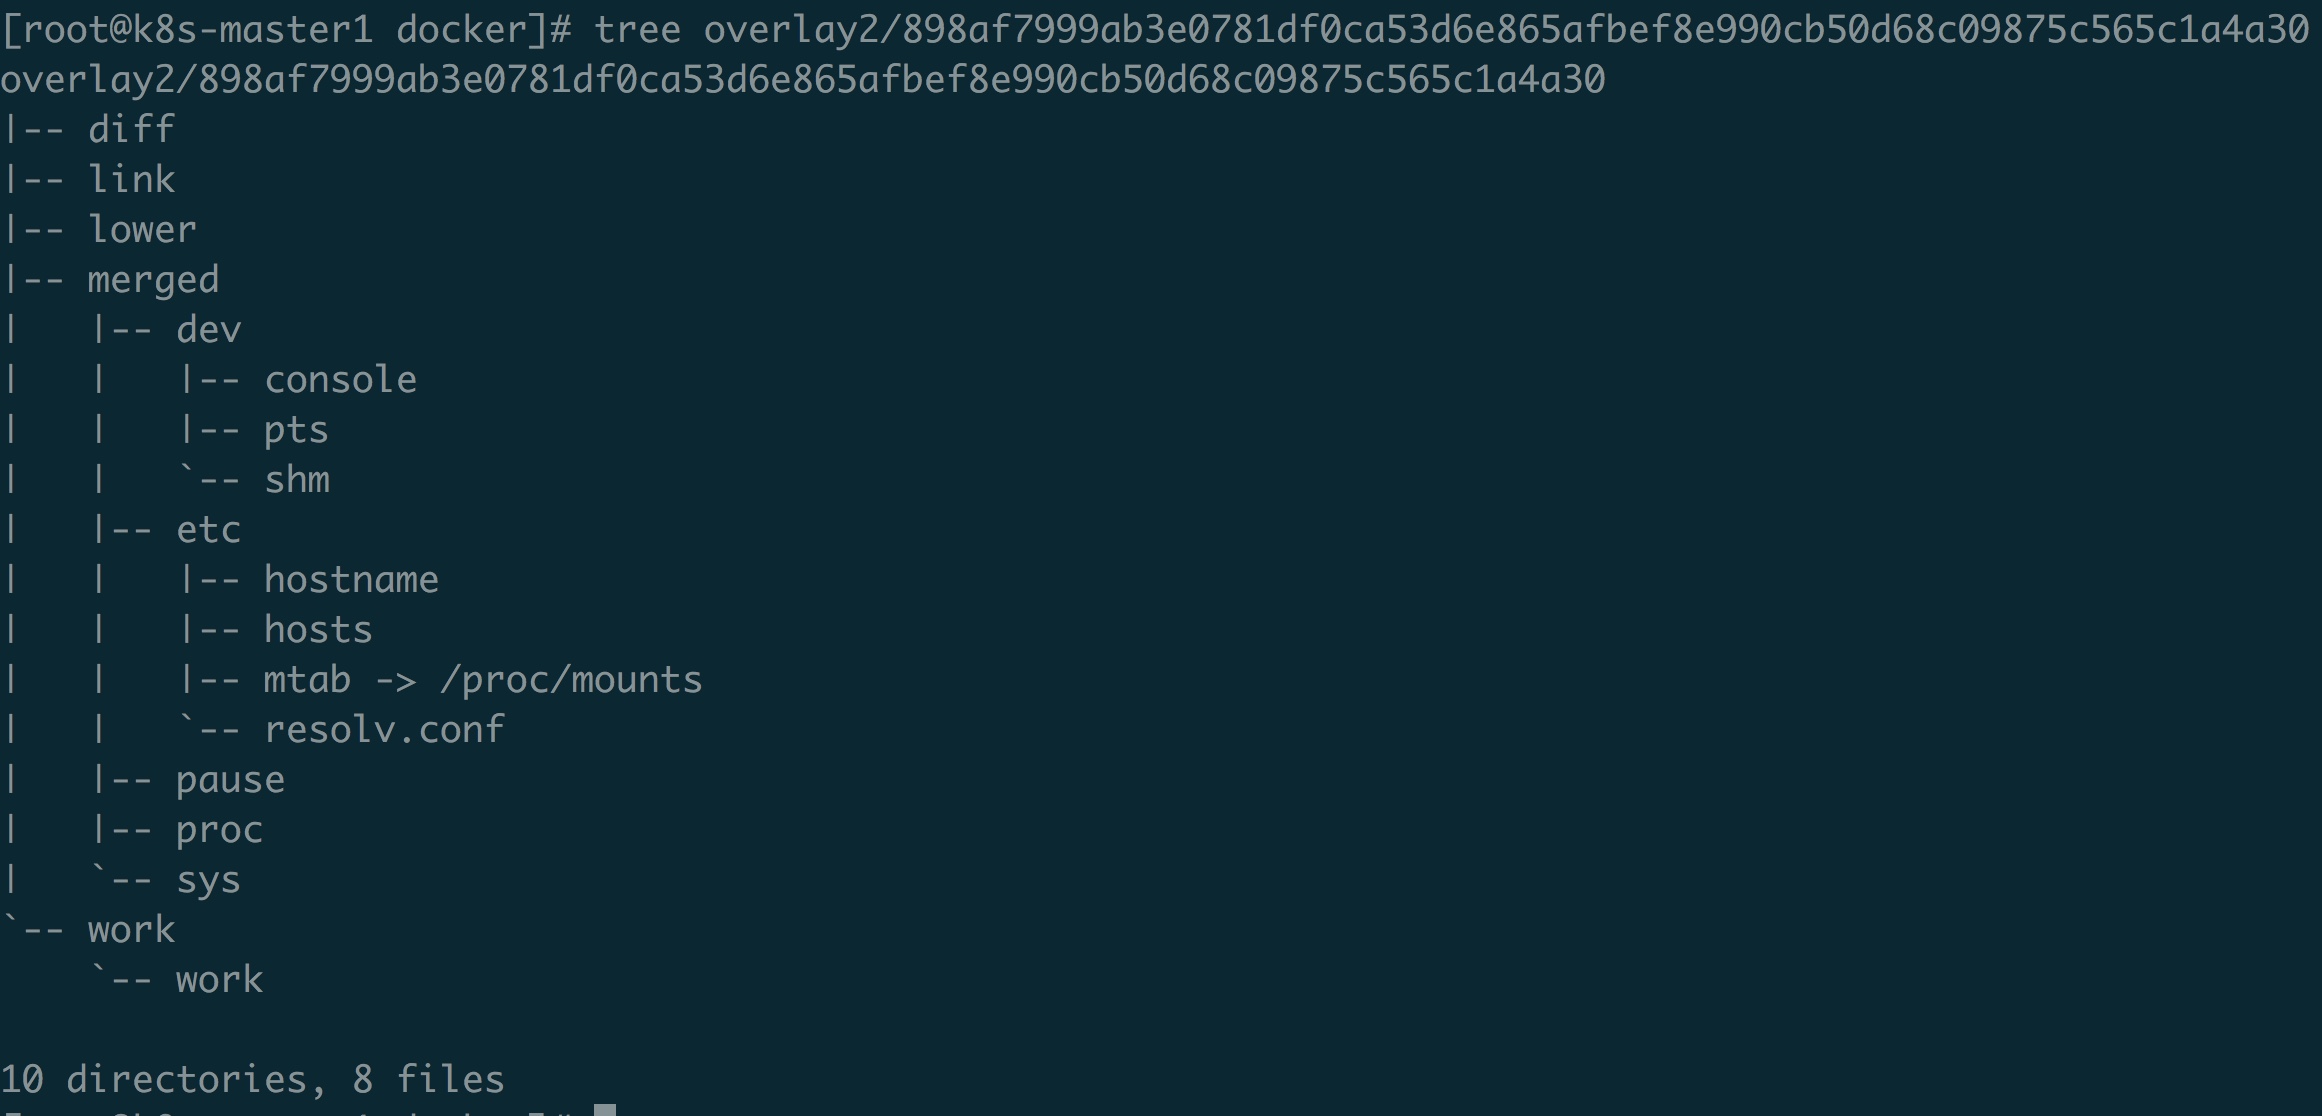 [root@k8s-master1 docker]# tree overlay2/898af7999ab3e0781df0ca53d6e865afbef8e990cb50d68c09875c565c1a4a30
overlay2/898af7999ab3e0781df0ca53d6e865afbef8e990cb50d68c09875c565c1a4a30
|-- diff
|-- link
|-- lower
|-- merged
|   |-- dev
|   |   |-- console
|   |   |-- pts
|   |   `-- shm
|   |-- etc
|   |   |-- hostname
|   |   |-- hosts
|   |   |-- mtab -> /proc/mounts
|   |   `-- resolv.conf
|   |-- pause
|   |-- proc
|   `-- sys
`-- work
    `-- work
10 directories, 8 files